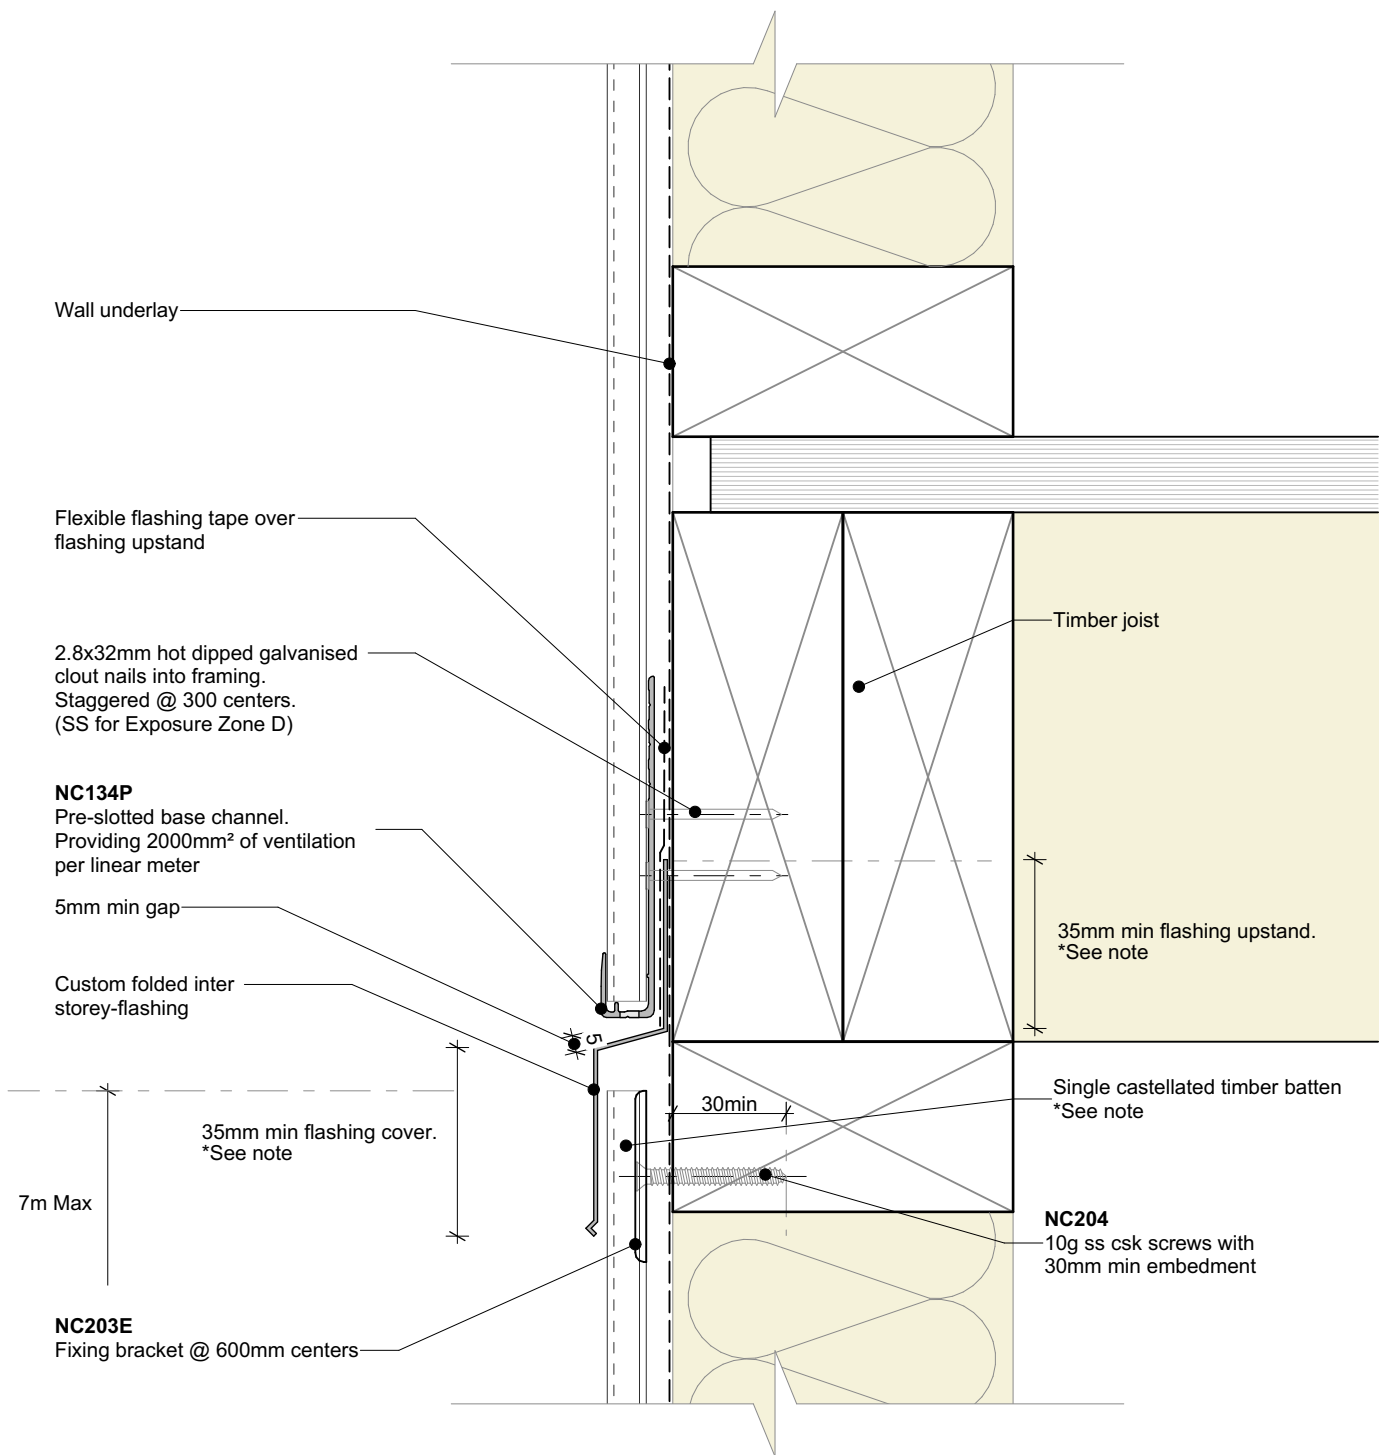 Wall underlay
Flexible flashing tape over
flashing upstand
Timber joist
2.8x32mm hot dipped galvanised
clout nails into framing.
Staggered @ 300 centers.
(SS for Exposure Zone D)
NC134P
Pre-slotted base channel.
Providing 2000mm² of ventilation
per linear meter
5mm min gap
35mm min flashing upstand.
*See note
Custom folded inter
storey-flashing
5
30min
Single castellated timber batten
*See note
35mm min flashing cover.
*See note
7m Max
NC204
10g ss csk screws with
30mm min embedment
NC203E
Fixing bracket @ 600mm centers